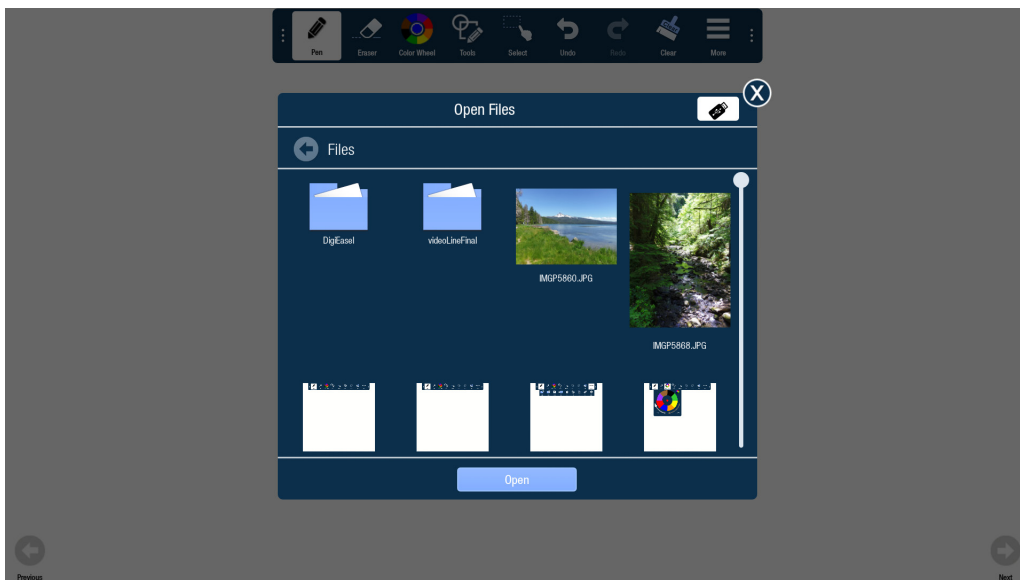 Pen Eraser Color Wheel Tools Select Undo Redo Clear More
Open Files
X
Files
DigiEasel videoLineFinal
IMGP5860.JPG
IMGP5868.JPG
Open
Previous Next